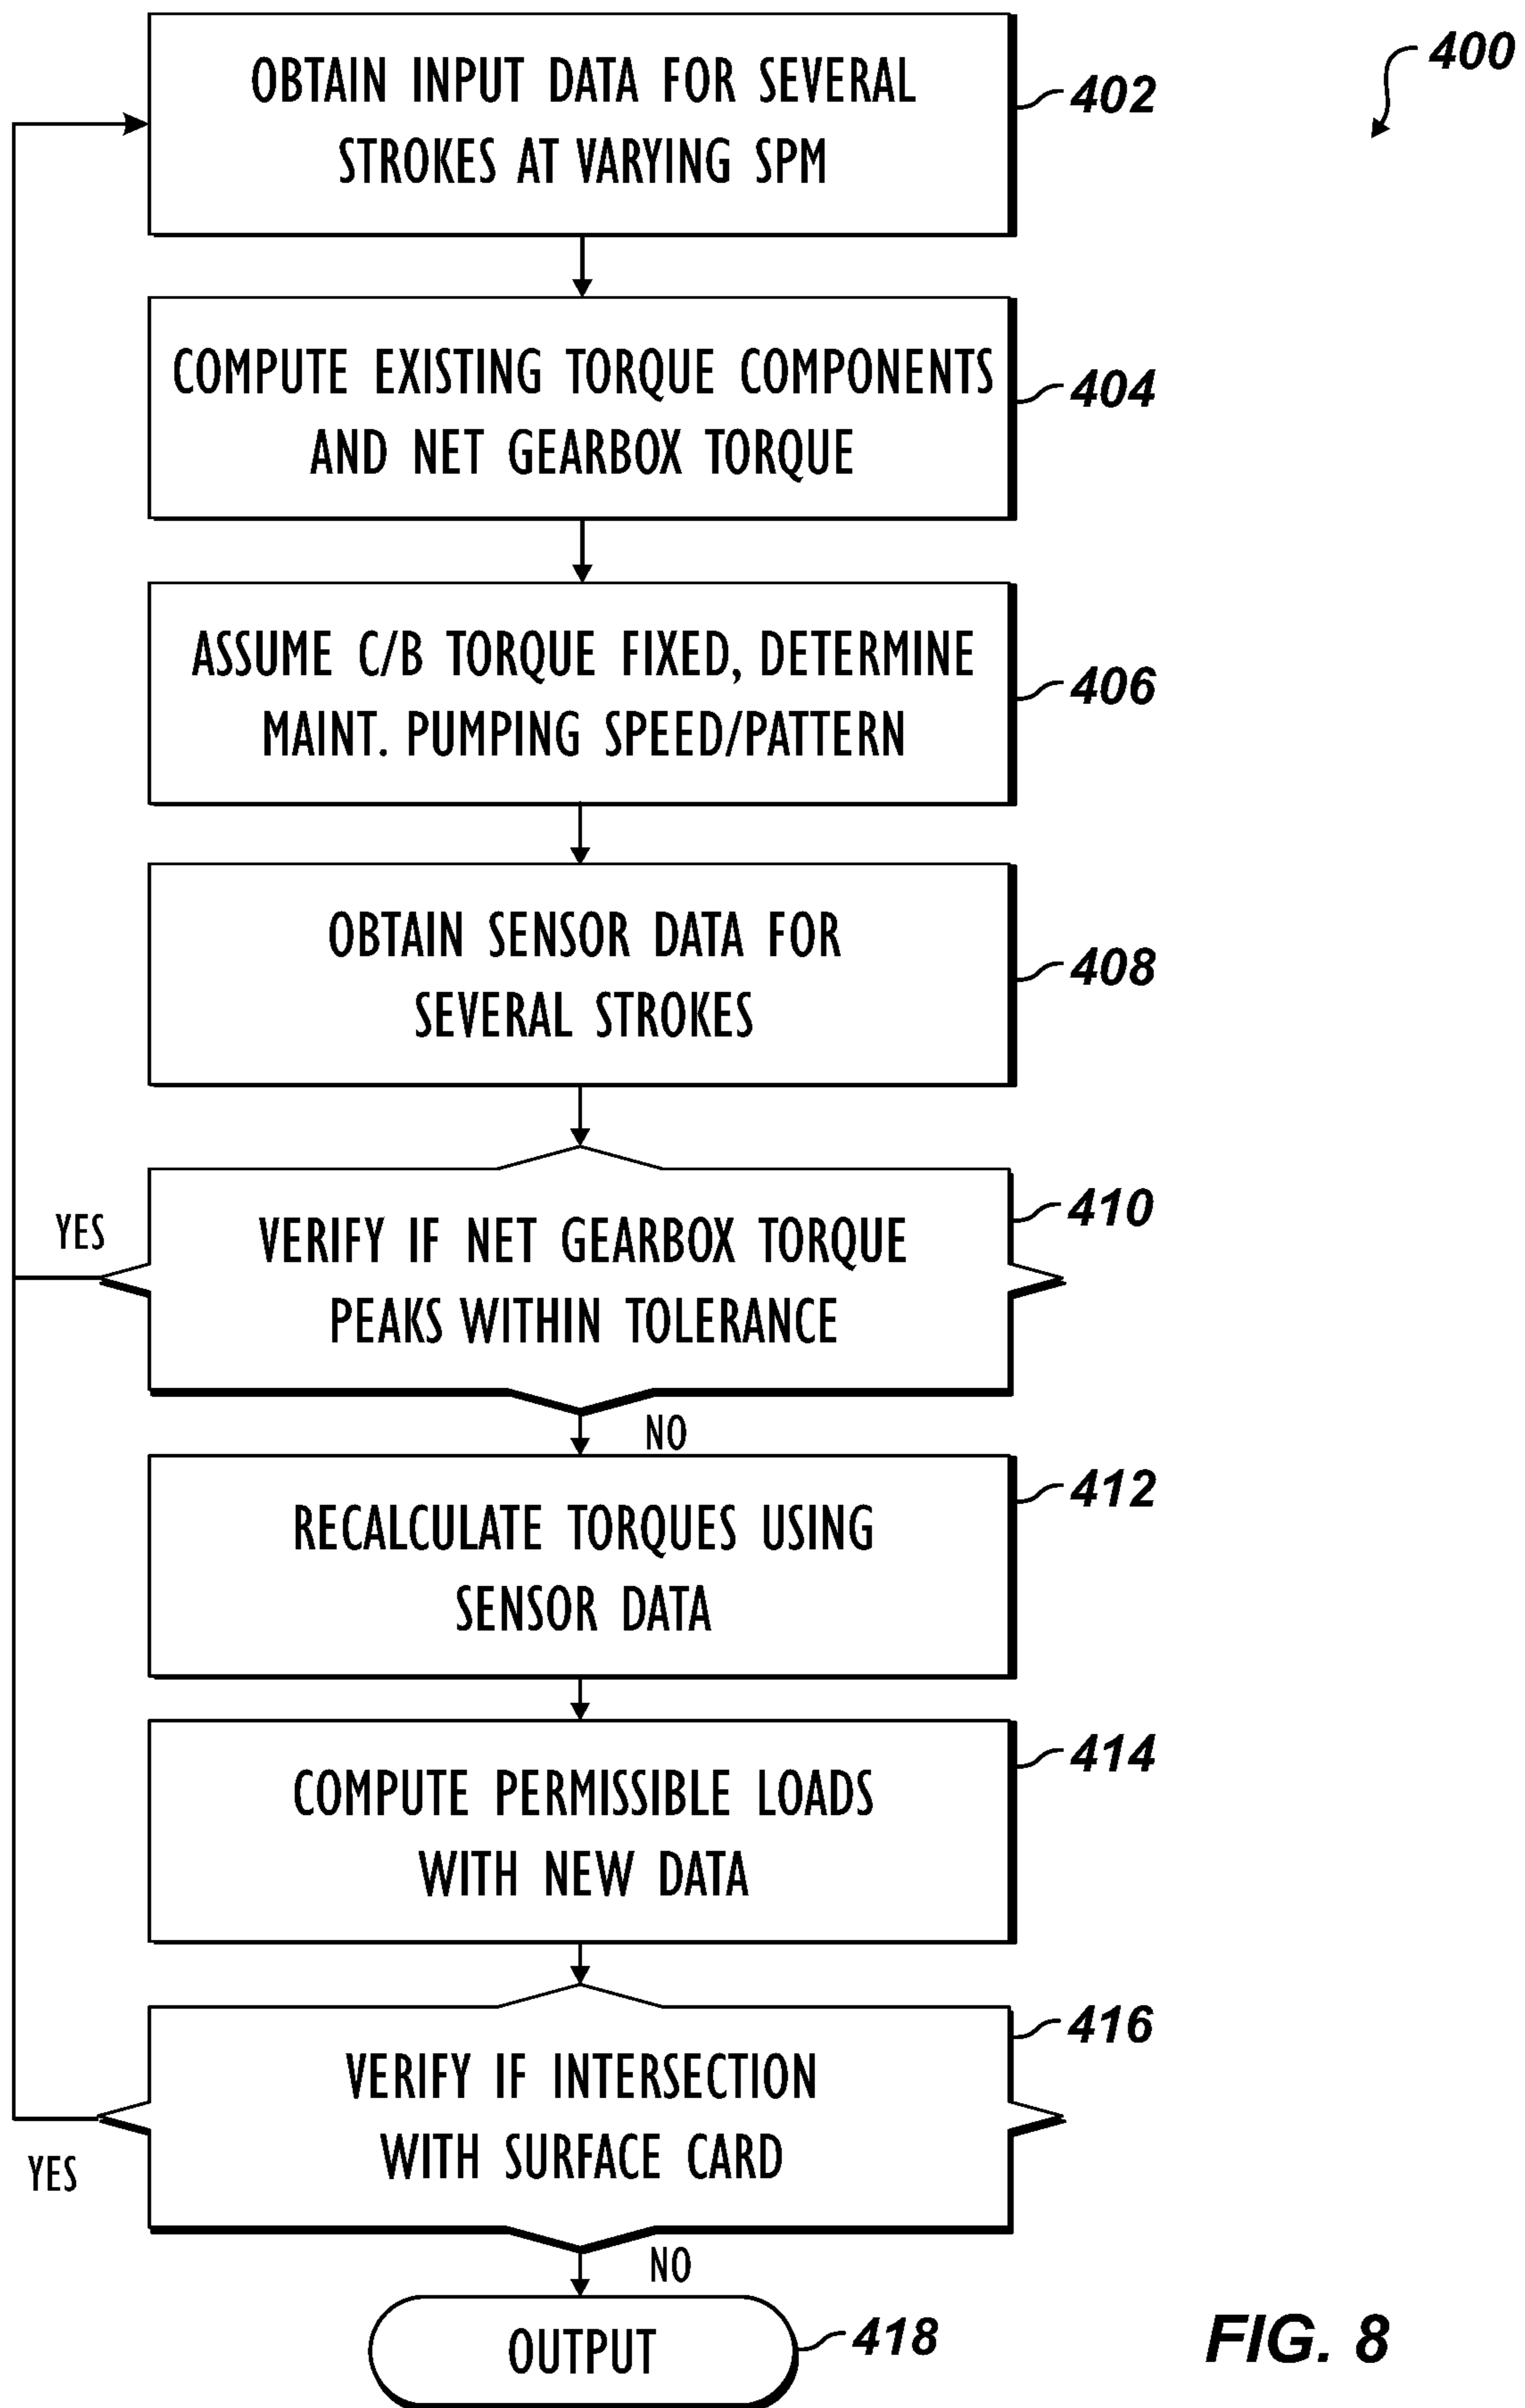 400
OBTAIN INPUT DATA FOR SEVERAL
STROKES AT VARYING SPM
402
COMPUTE EXISTING TORQUE COMPONENTS
AND NET GEARBOX TORQUE
404
ASSUME C/B TORQUE FIXED, DETERMINE
MAINT. PUMPING SPEED/PATTERN
406
OBTAIN SENSOR DATA FOR
SEVERAL STROKES
408
VERIFY IF NET GEARBOX TORQUE
PEAKS WITHIN TOLERANCE
410
YES
NO
RECALCULATE TORQUES USING
SENSOR DATA
412
COMPUTE PERMISSIBLE LOADS
WITH NEW DATA
414
VERIFY IF INTERSECTION
WITH SURFACE CARD
416
YES
NO
OUTPUT
418
FIG. 8